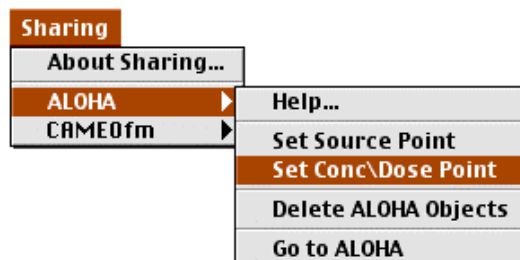 Sharing
About Sharing...
ALOHA
CAMEOfm
Help...
Set Source Point
Set Conc\Dose Point
Delete ALOHA Objects
Go to ALOHA